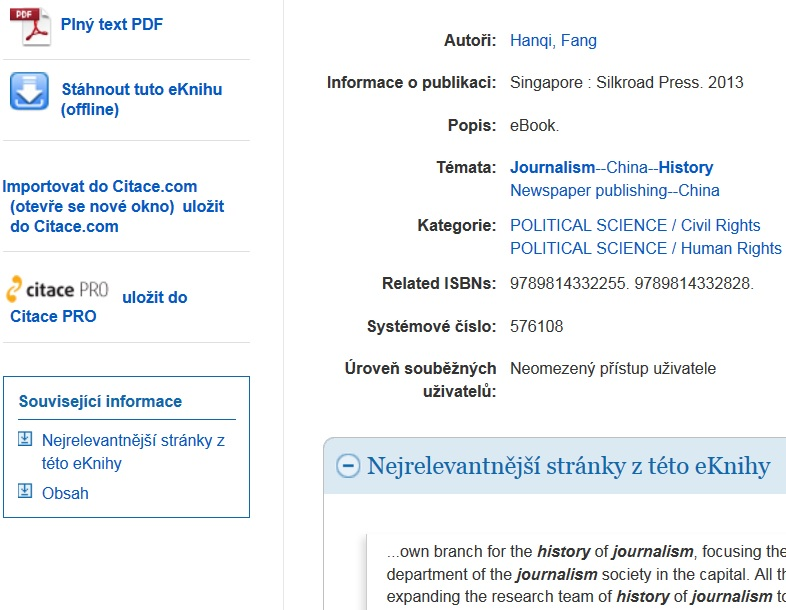 PDF
Plný text PDF
Stáhnout tuto eKnihu
(offline)
Importovat do Citace.com
(otevře se nové okno) uložit
do Citace.com
citace PRO uložit do
Citace PRO
Související informace
Nejrelevantnější stránky z
této eKnihy
Obsah
Autoři: Hanqi, Fang
Informace o publikaci: Singapore : Silkroad Press. 2013
Popis: eBook.
Témata: Journalism--China--History
Newspaper publishing--China
Kategorie: POLITICAL SCIENCE / Civil Rights
POLITICAL SCIENCE / Human Rights
Related ISBNs: 9789814332255. 9789814332828.
Systémové číslo: 576108
Úroveň souběžných Neomezený přístup uživatele
uživatelů:
Nejrelevantnější stránky z této eKnihy
...own branch for the history of journalism, focusing the
department of the journalism society in the capital. All th
expanding the research team of history of journalism to